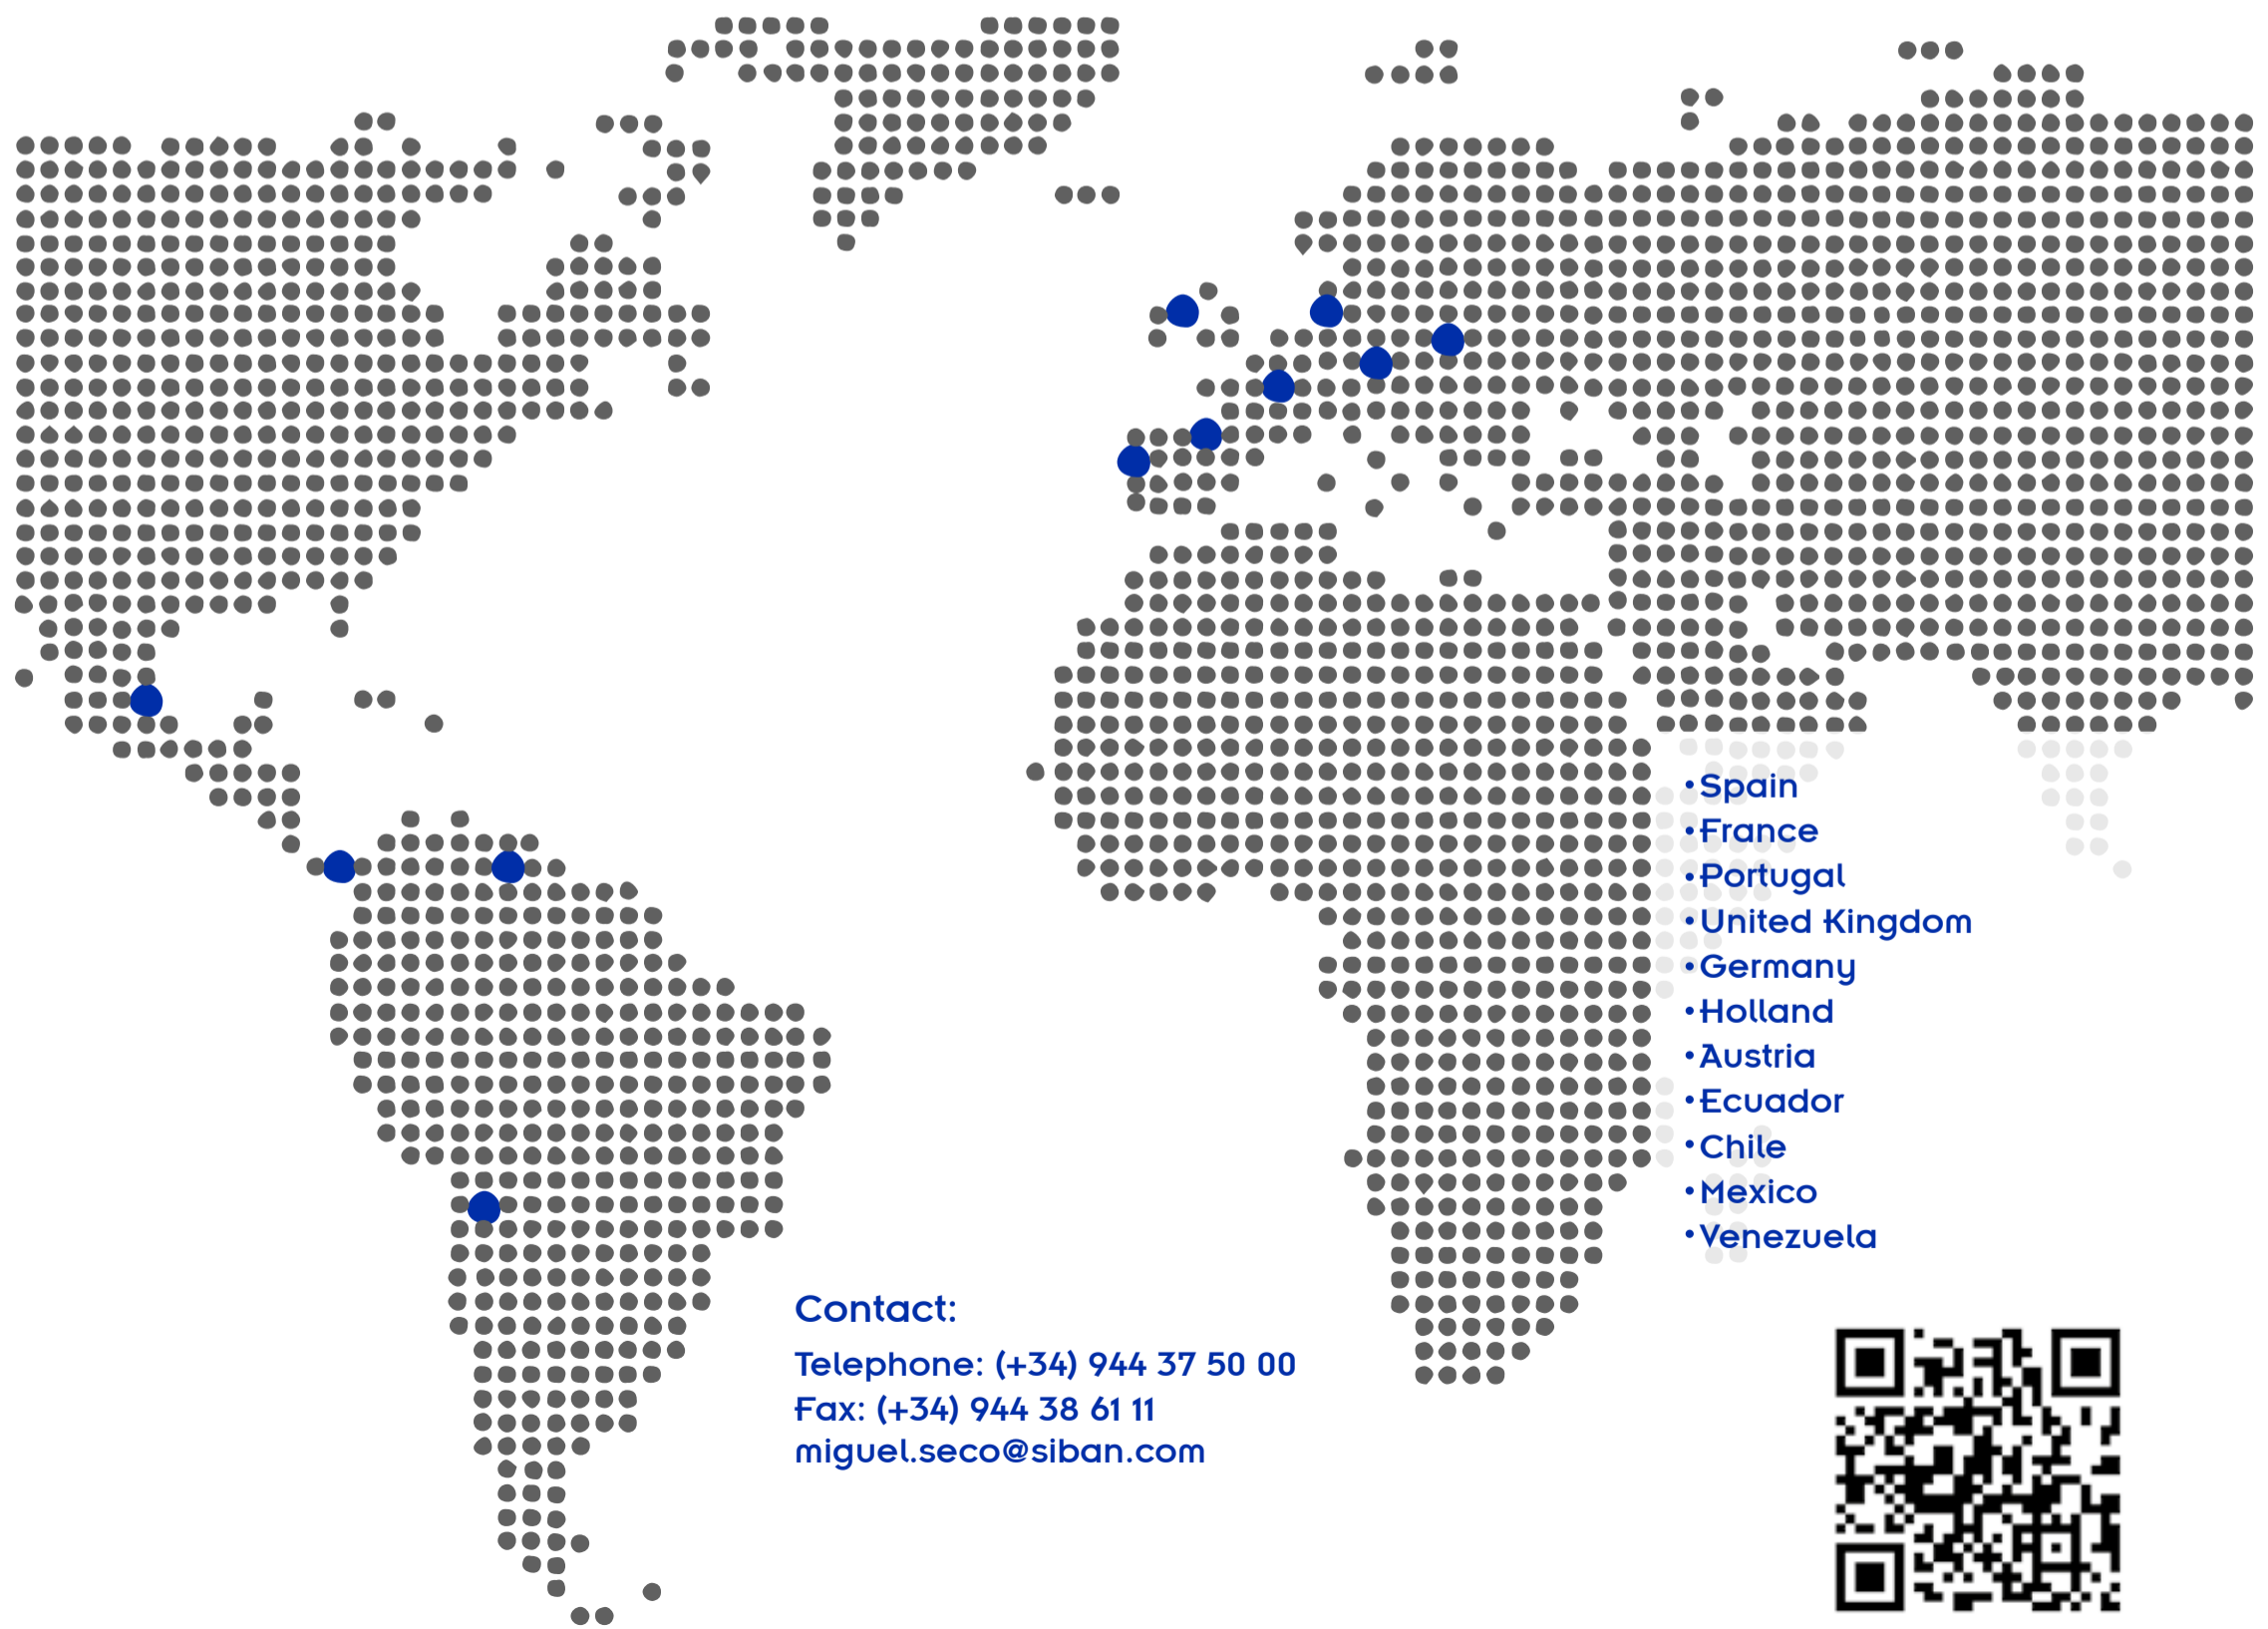 • Spain
• France
• Portugal
• United Kingdom
• Germany
• Holland
• Austria
• Ecuador
• Chile
• Mexico
• Venezuela
Contact:
Telephone: (+34) 944 37 50 00
Fax: (+34) 944 38 61 11
miguel.seco@siban.com